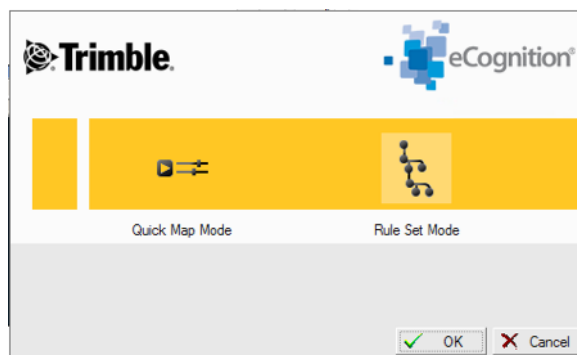 Trimble.
eCognition®
Quick Map Mode
Rule Set Mode
OK
Cancel